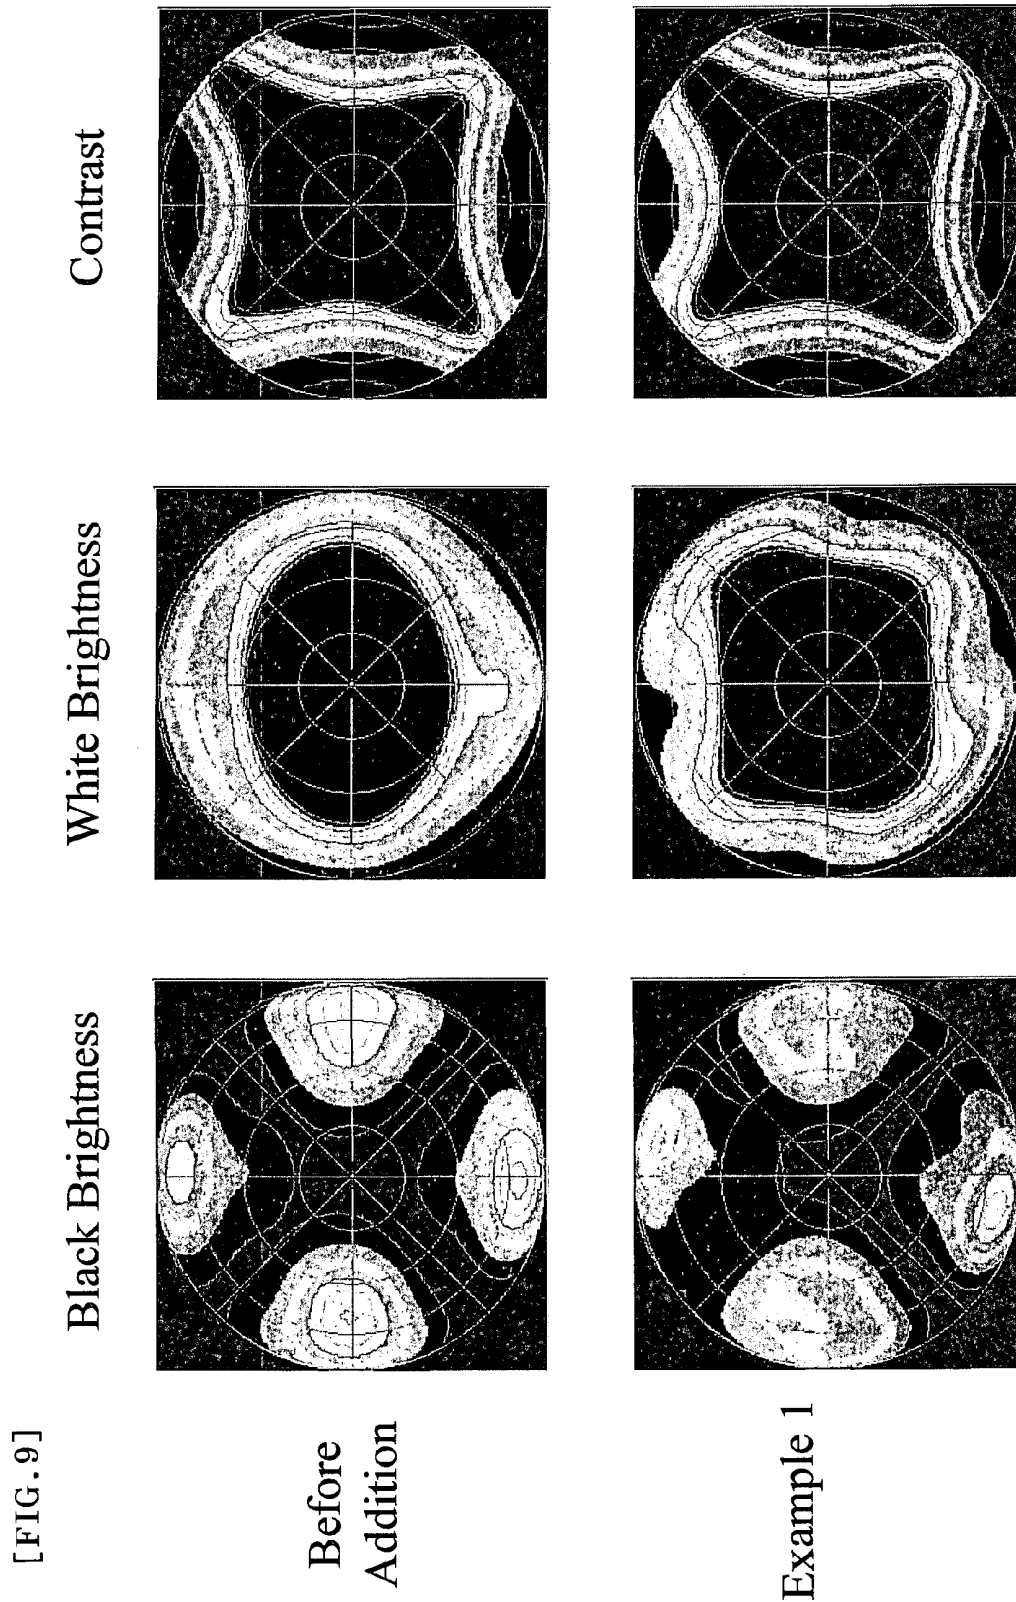 [FIG.9]
Black Brightness
White Brightness
Contrast
Before
Addition
Example 1